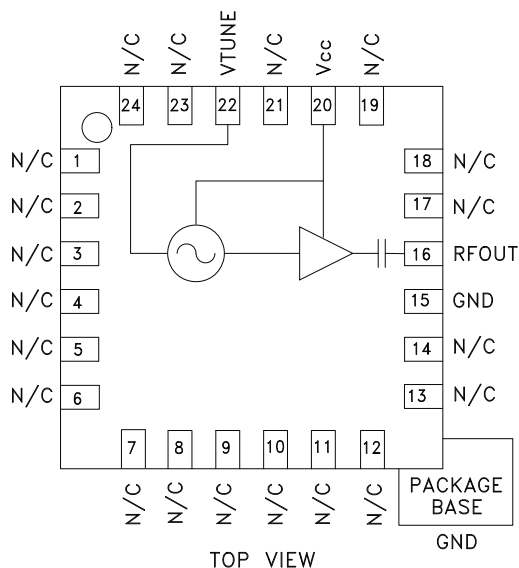 N/C N/C VTUNE N/C Vcc N/C
24 23 22 21 20 19
N/C 1 18 N/C
N/C 2 17 N/C
N/C 3 16 RFOUT
N/C 4 15 GND
N/C 5 14 N/C
N/C 6 13 N/C
7 8 9 10 11 12
N/C N/C N/C N/C N/C N/C
PACKAGE
BASE
GND
TOP VIEW